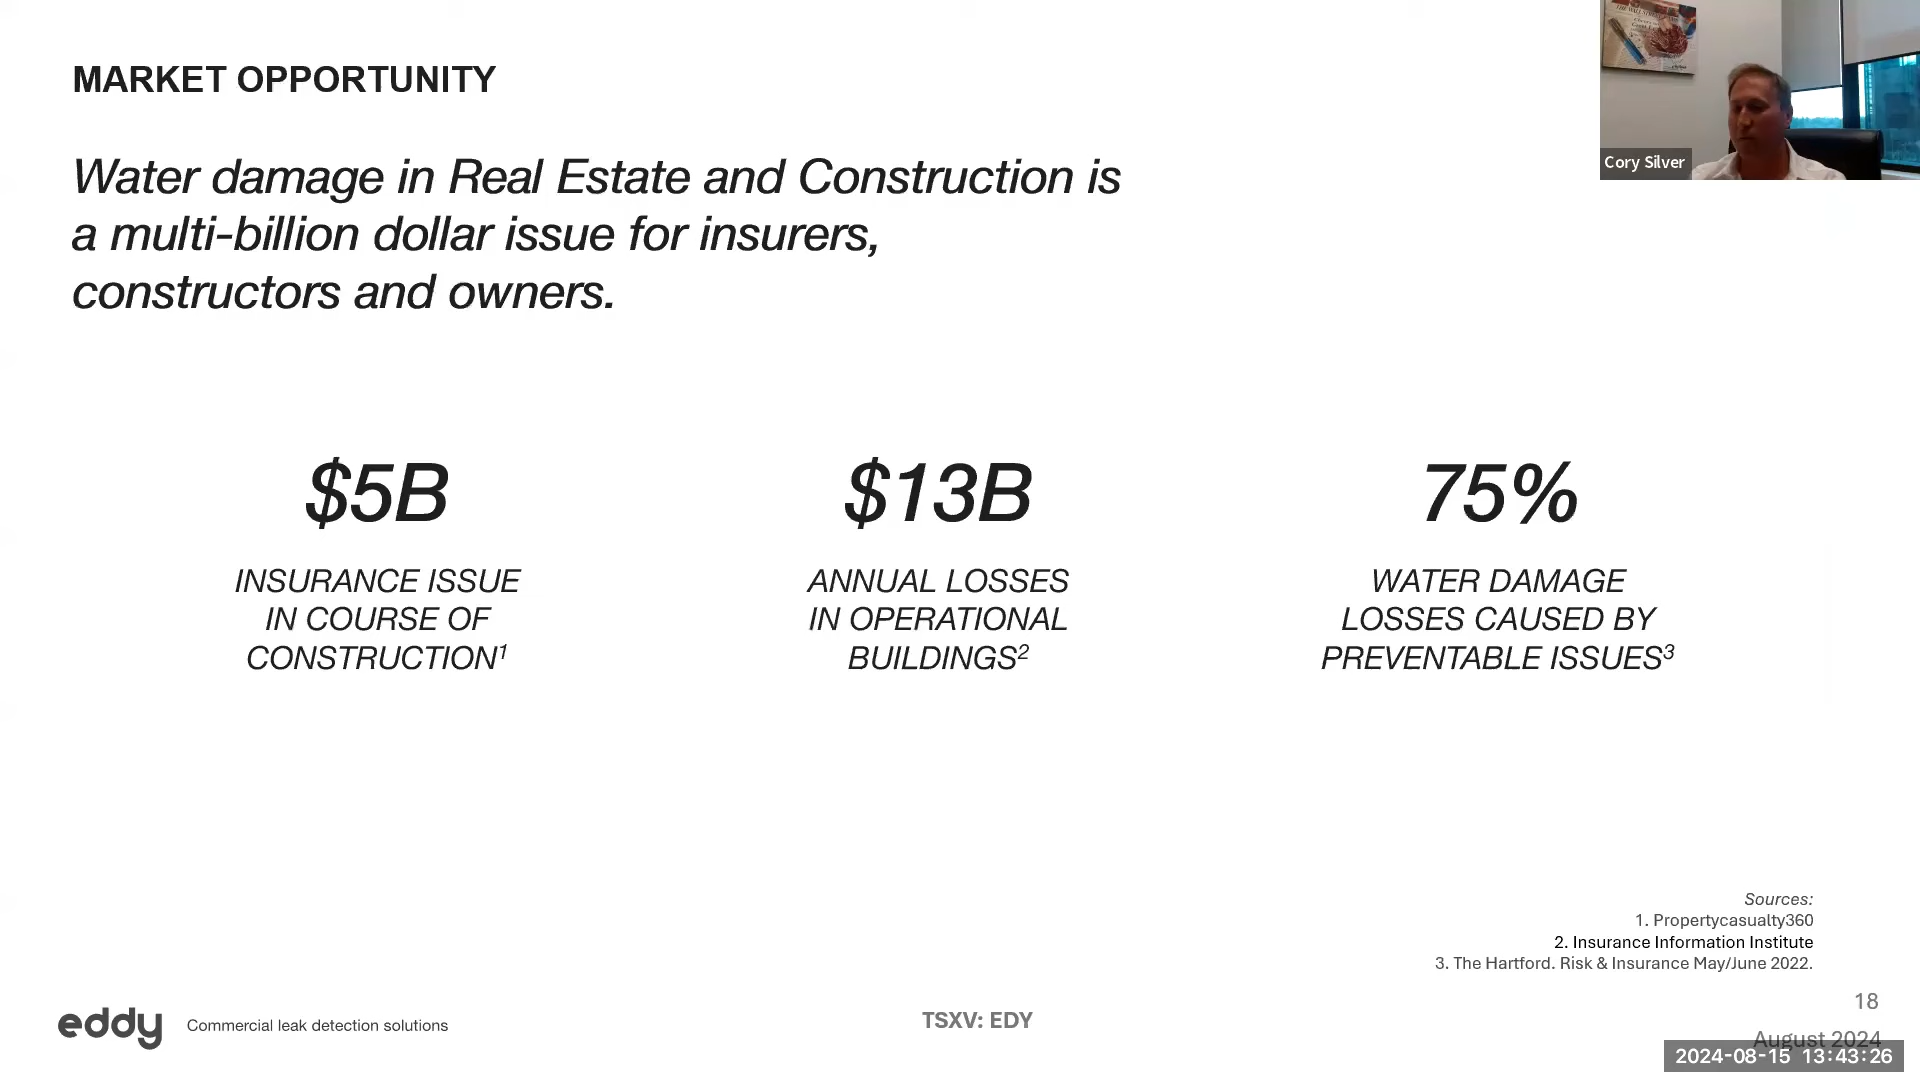 MARKET OPPORTUNITY
Water damage in Real Estate and Construction is
a multi-billion dollar issue for insurers,
constructors and owners.
Cory Silver
$5B
INSURANCE ISSUE
IN COURSE OF
CONSTRUCTION¹
$13B
ANNUAL LOSSES
IN OPERATIONAL
BUILDINGS²
75%
WATER DAMAGE
LOSSES CAUSED BY
PREVENTABLE ISSUES³
Sources:
1. Propertycasualty360
2. Insurance Information Institute
3. The Hartford. Risk & Insurance May/June 2022.
eddy
Commercial leak detection solutions
TSXV: EDY
18
August 2024
2024-08-15 13:43:26